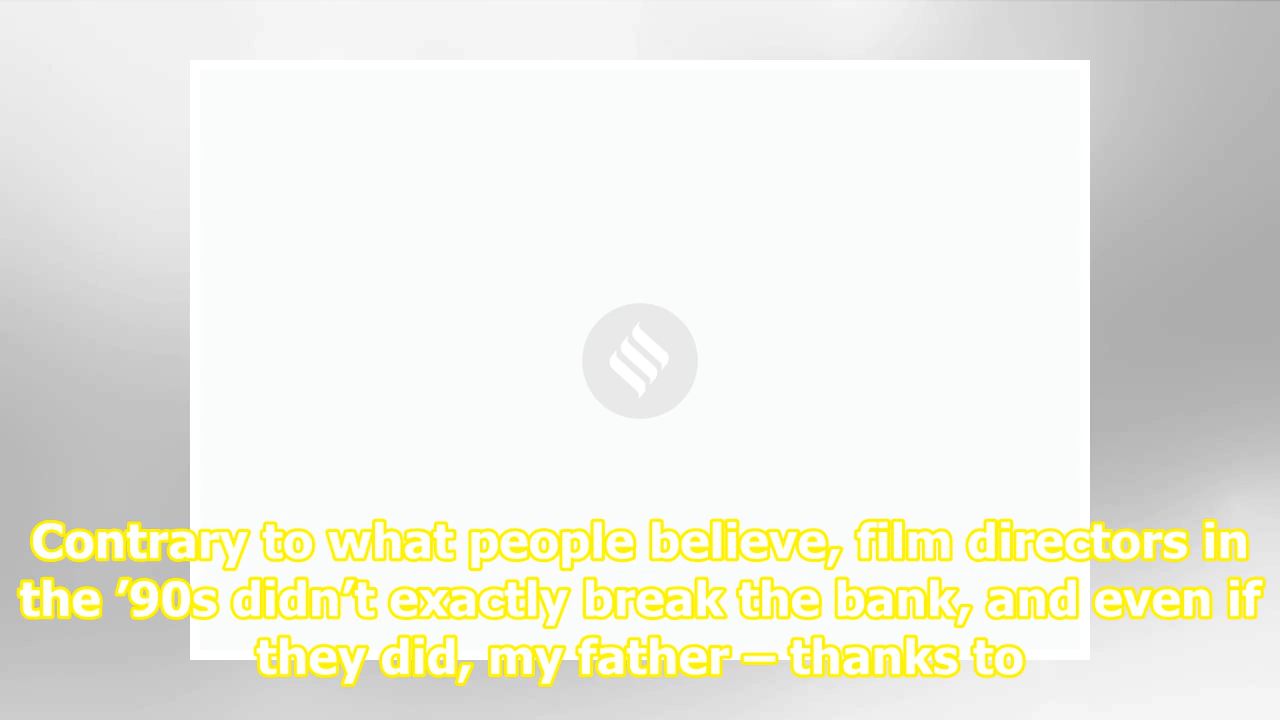 Contrary to what people believe, film directors in
the ’90s didn’t exactly break the bank, and even if
they did, my father – thanks to